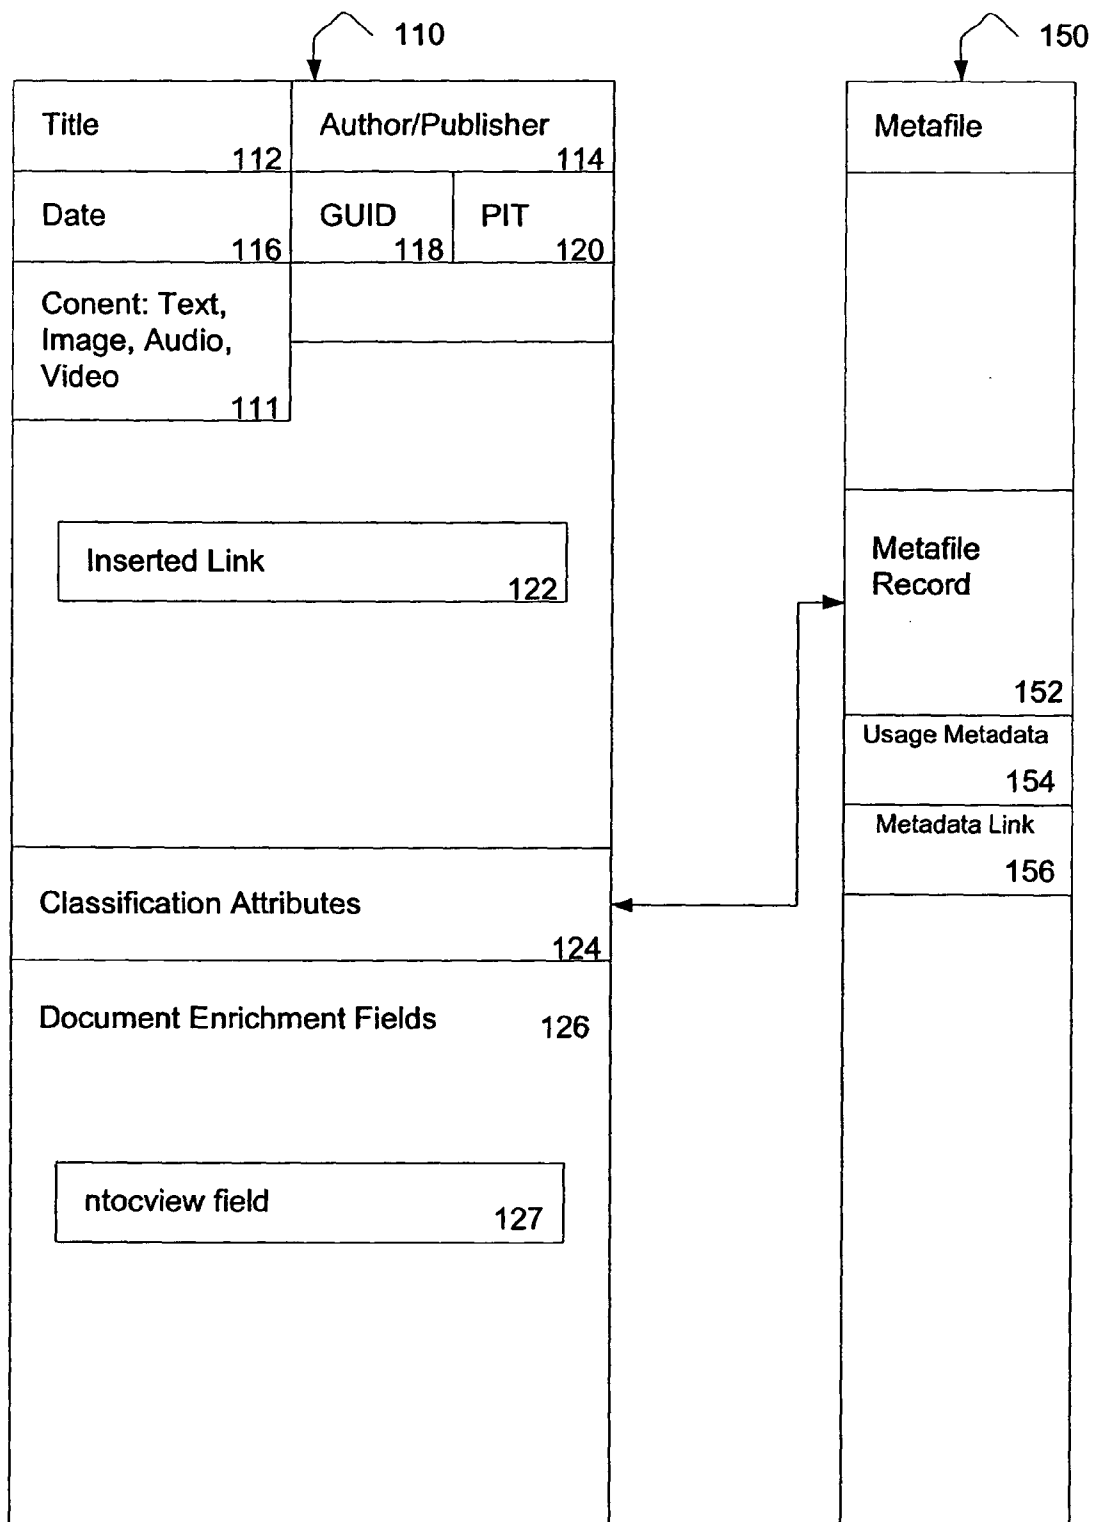 110
150
Title
112
Author/Publisher
114
Metafile
Date
116
GUID
118
PIT
120
Conent: Text,
Image, Audio,
Video
111
Inserted Link
122
Metafile
Record
152
Usage Metadata
154
Metadata Link
156
Classification Attributes
124
Document Enrichment Fields
126
ntocview field
127